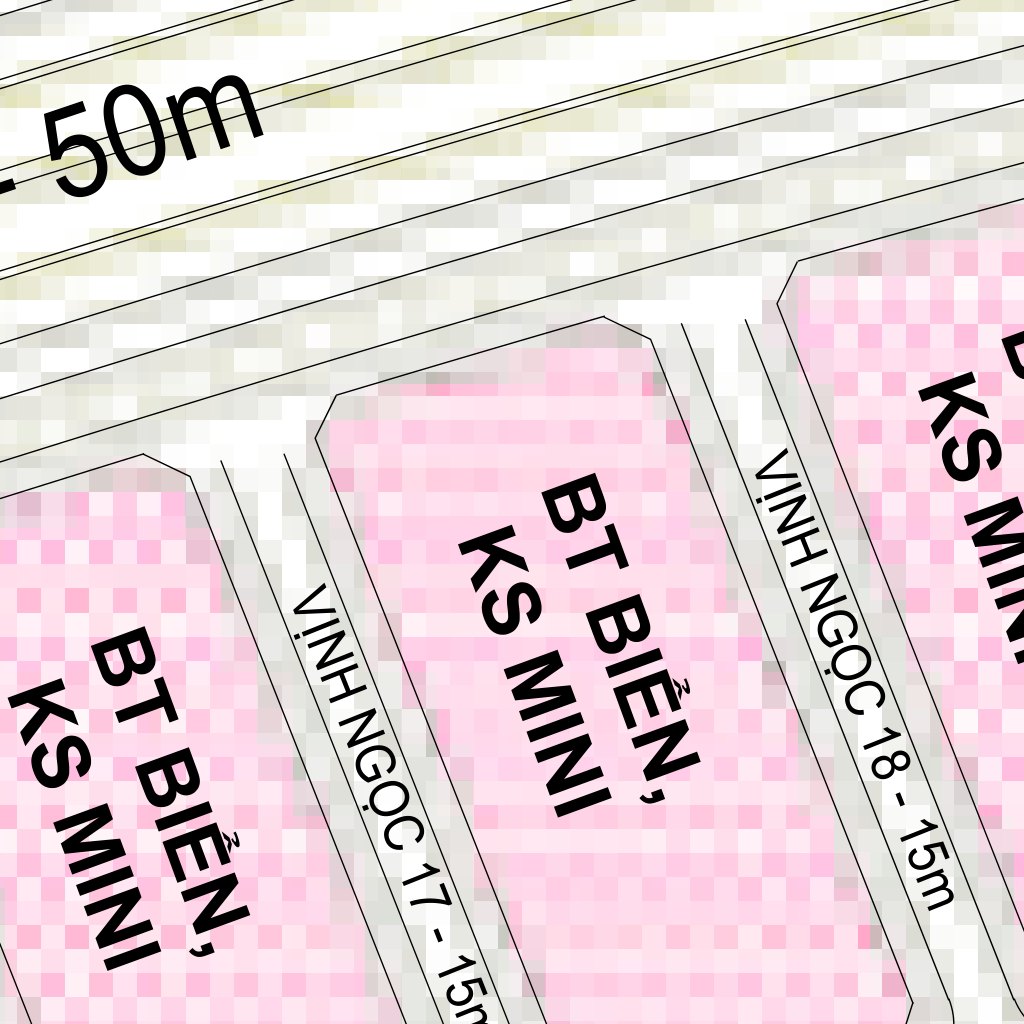 - 50m
BT BIỂN,
KS MINI
VỊNH NGỌC 17 - 15m
BT BIỂN,
KS MINI
VỊNH NGỌC 18 - 15m
KS MINI